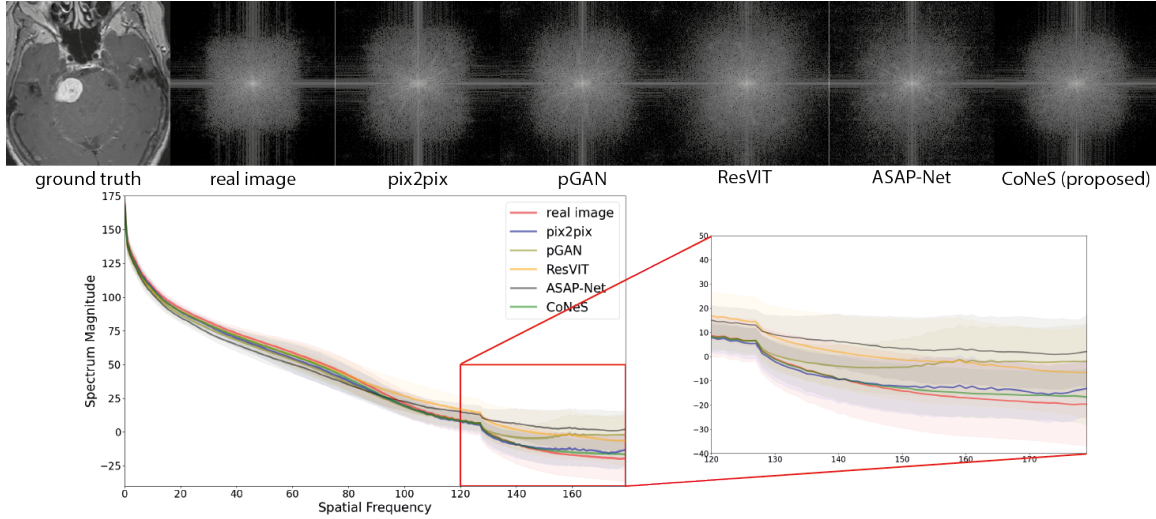 ground truth real image pix2pix pGAN ResVIT ASAP-Net CoNeS (proposed)
175
150
125
100
75
50
25
0
−25
Spectrum Magnitude
real image
pix2pix
pGAN
ResVIT
ASAP-Net
CoNeS
0 20 40 60 80 100 120 140 160
Spatial Frequency
50
40
30
20
10
0
−10
−20
−30
−40
120 130 140 150 160 170